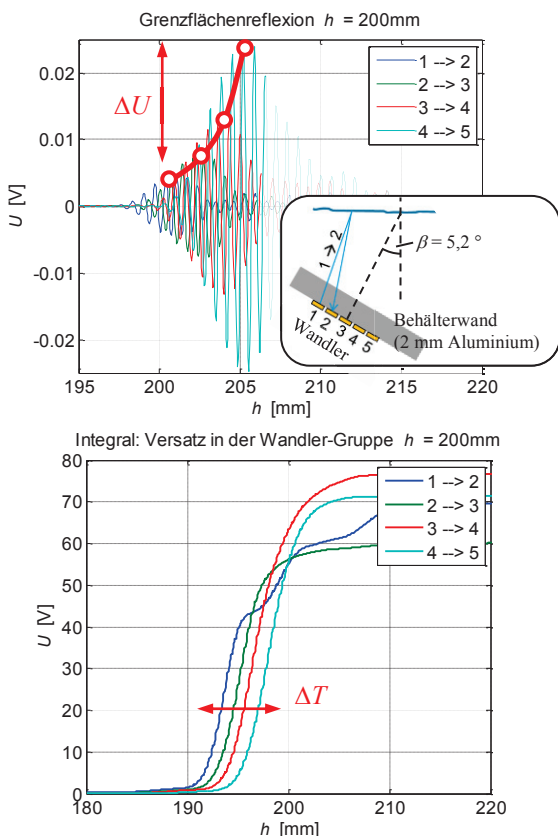 Grenzflächenreflexion h = 200mm
0.02
0.01
0
-0.01
-0.02
U [V]
ΔU
1 --> 2
2 --> 3
3 --> 4
4 --> 5
1 → 2
β = 5,2 °
1 2 3 4 5
Wandler
Behälterwand
(2 mm Aluminium)
195 200 205 210 215 220
h [mm]
Integral: Versatz in der Wandler-Gruppe h = 200mm
80
70
60
50
40
30
20
10
0
U [V]
1 --> 2
2 --> 3
3 --> 4
4 --> 5
ΔT
180 190 200 210 220
h [mm]